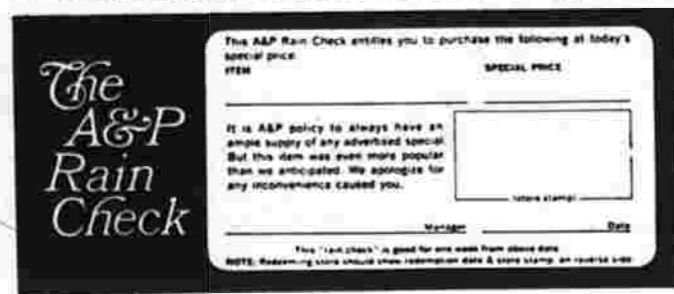 The
A&P
Rain
Check
This A&P Rain Check entitles you to purchase the following at today's
special price:
ITEM SPECIAL PRICE
It is A&P policy to always have an
ample supply of any advertised special
But this item was even more popular
than we anticipated. We apologize for
any inconvenience caused you.
(store stamp)
Manager Date
This "rain check" is good for one week from above date
NOTE: Redeeming store should show redemption date & store stamp on reverse side